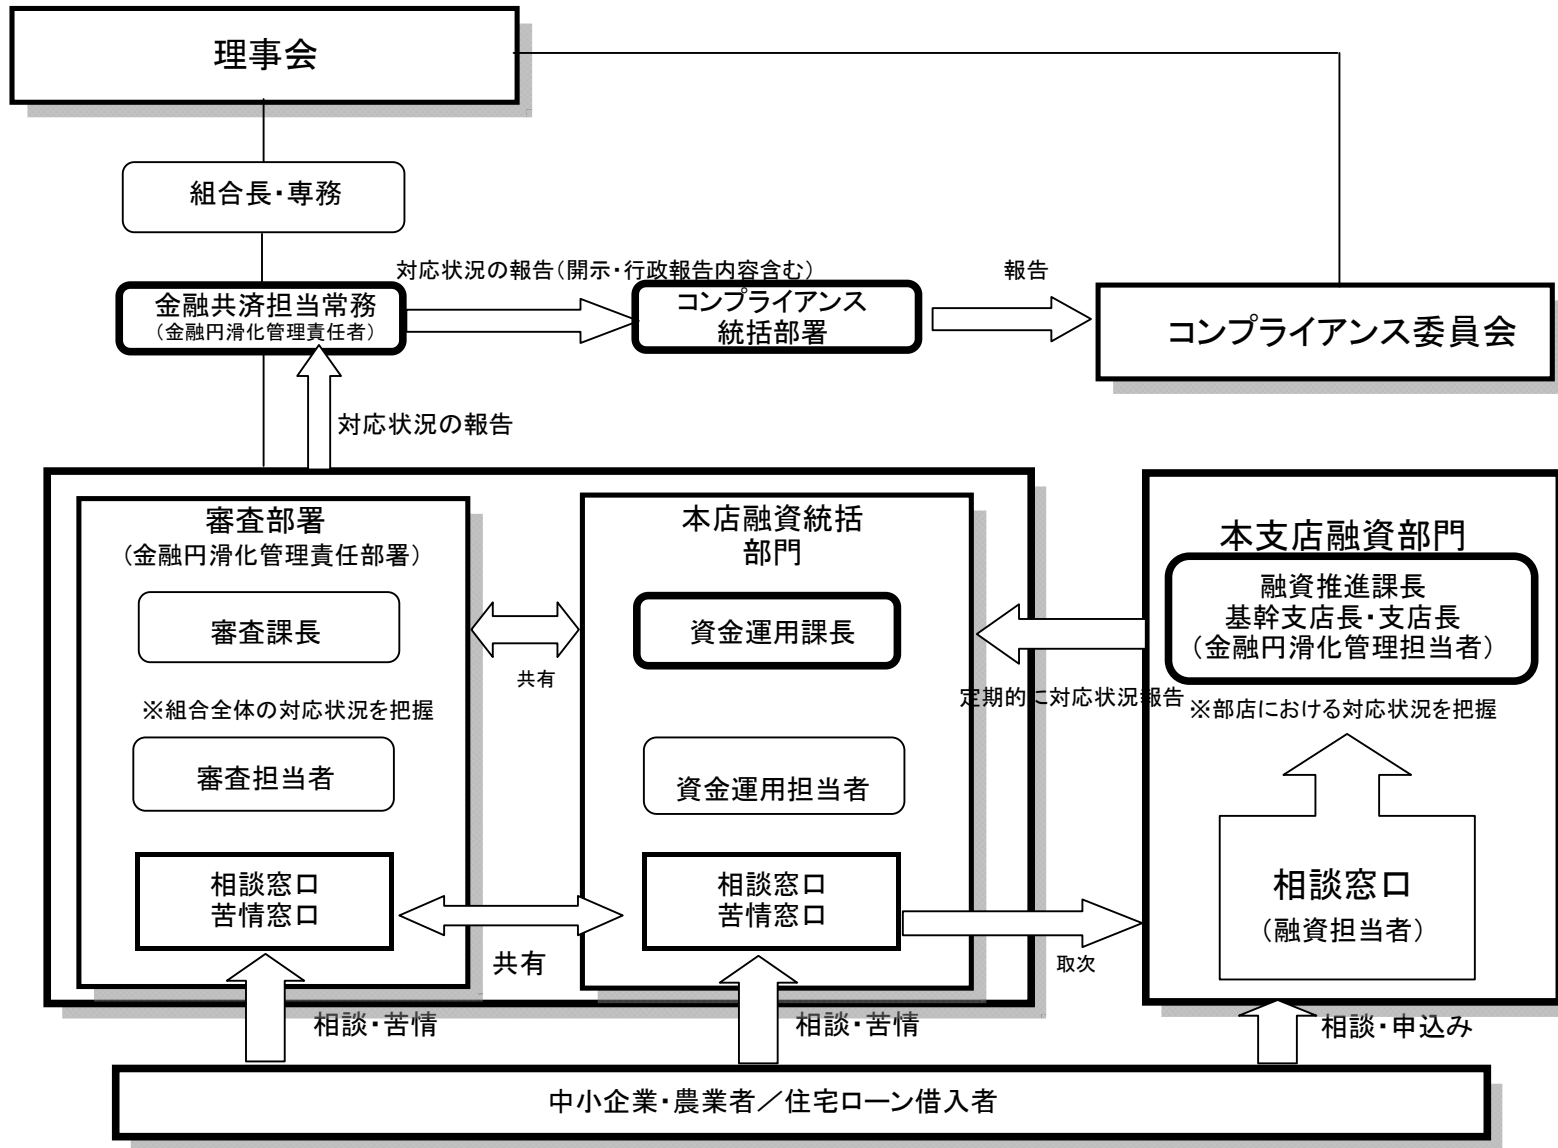 理事会
組合長・専務
対応状況の報告（開示・行政報告内容含む）
報告
金融共済担当常務
（金融円滑化管理責任者）
コンプライアンス
統括部署
コンプライアンス委員会
対応状況の報告
審査部署
（金融円滑化管理責任部署）
審査課長
※組合全体の対応状況を把握
審査担当者
相談窓口
苦情窓口
共有
共有
本店融資統括
部門
資金運用課長
資金運用担当者
相談窓口
苦情窓口
定期的に対応状況報告
取次
本支店融資部門
融資推進課長
基幹支店長・支店長
（金融円滑化管理担当者）
※部店における対応状況を把握
相談窓口
（融資担当者）
相談・苦情
相談・苦情
相談・申込み
中小企業・農業者／住宅ローン借入者